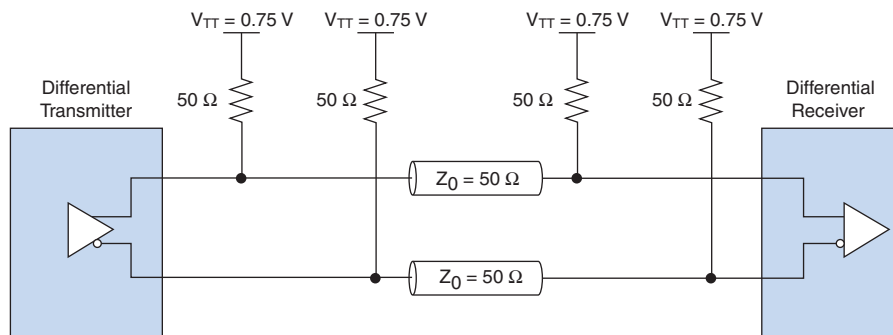 V_TT = 0.75 V
V_TT = 0.75 V
V_TT = 0.75 V
V_TT = 0.75 V
Differential
Transmitter
50 Ω
50 Ω
50 Ω
50 Ω
Differential
Receiver
Z_0 = 50 Ω
Z_0 = 50 Ω